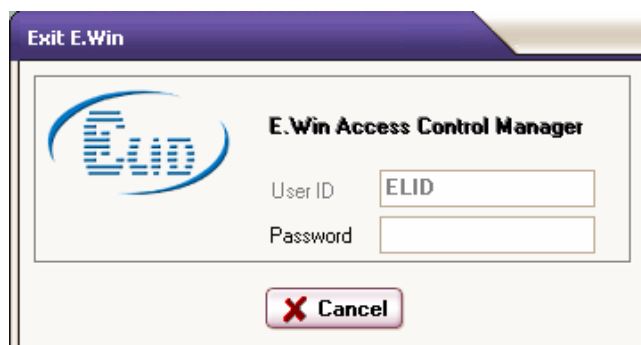 Exit E.Win
ELID
E.Win Access Control Manager
User ID ELID
Password
Cancel